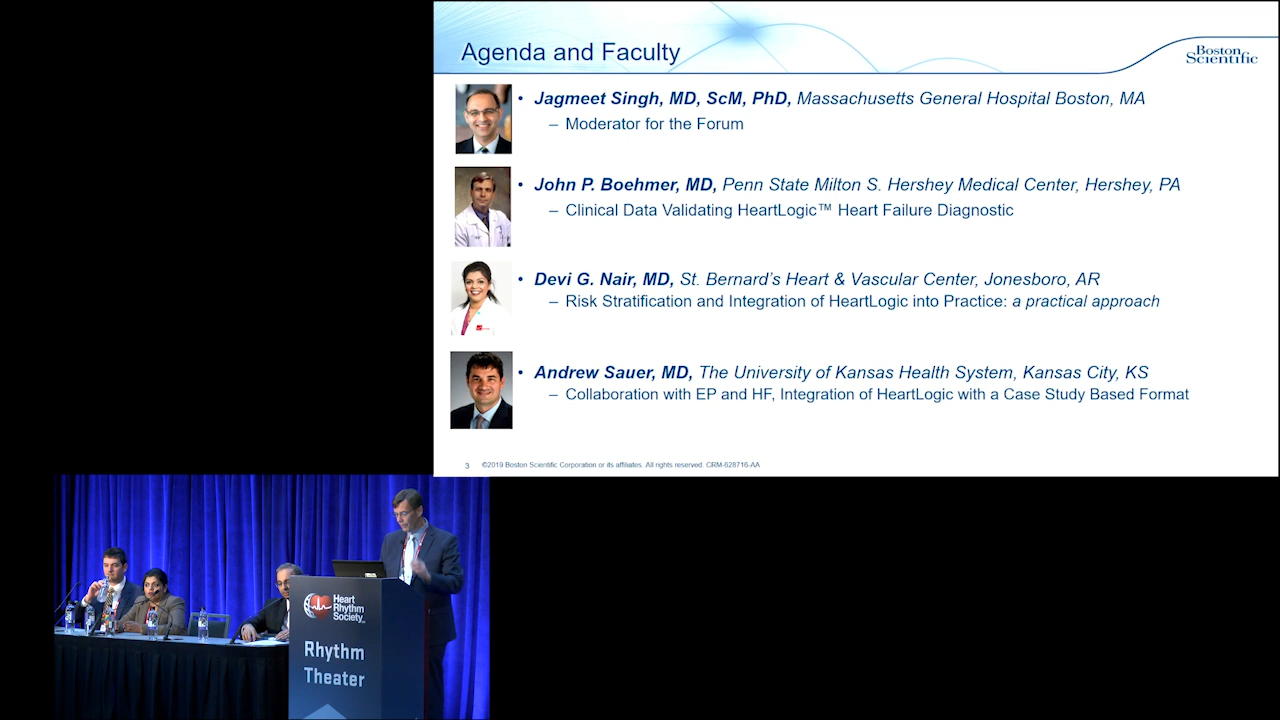 Agenda and Faculty
Boston
Scientific
• Jagmeet Singh, MD, ScM, PhD, Massachusetts General Hospital Boston, MA
– Moderator for the Forum
• John P. Boehmer, MD, Penn State Milton S. Hershey Medical Center, Hershey, PA
– Clinical Data Validating HeartLogic™ Heart Failure Diagnostic
• Devi G. Nair, MD, St. Bernard's Heart & Vascular Center, Jonesboro, AR
– Risk Stratification and Integration of HeartLogic into Practice: a practical approach
• Andrew Sauer, MD, The University of Kansas Health System, Kansas City, KS
– Collaboration with EP and HF, Integration of HeartLogic with a Case Study Based Format
3 ©2019 Boston Scientific Corporation or its affiliates. All rights reserved. CRM-628716-AA
Heart
Rhythm
Society
Rhythm
Theater